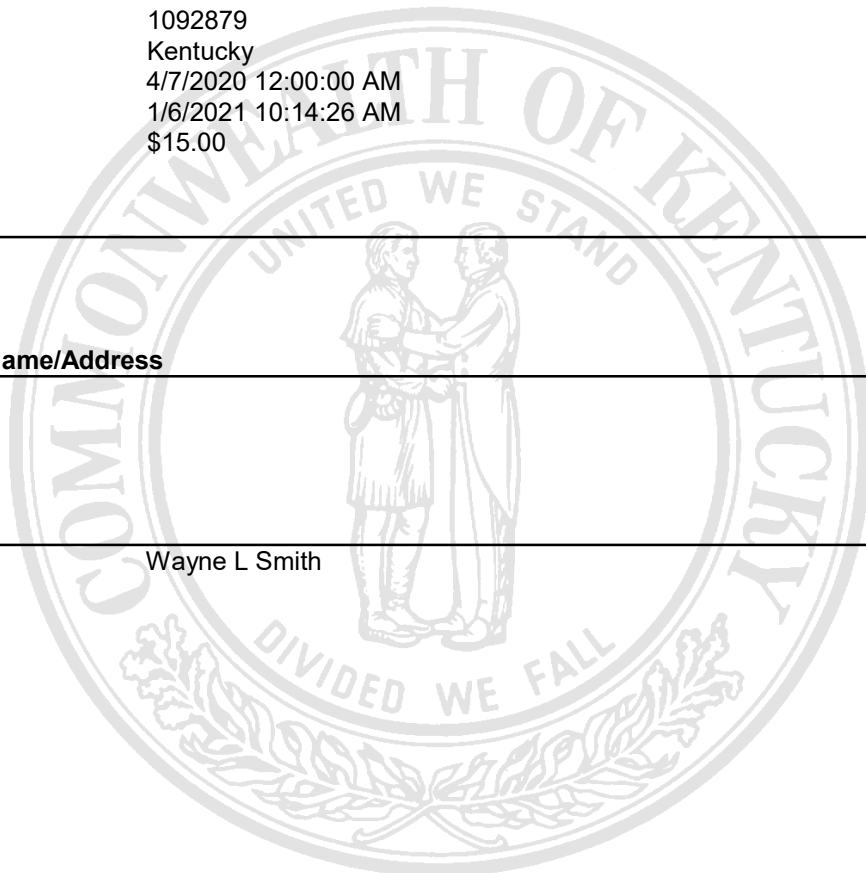 1092879
Kentucky
4/7/2020 12:00:00 AM
1/6/2021 10:14:26 AM
$15.00
COMMONWEALTH OF KENTUCKY
UNITED WE STAND
ame/Address
Wayne L Smith
DIVIDED WE FALL